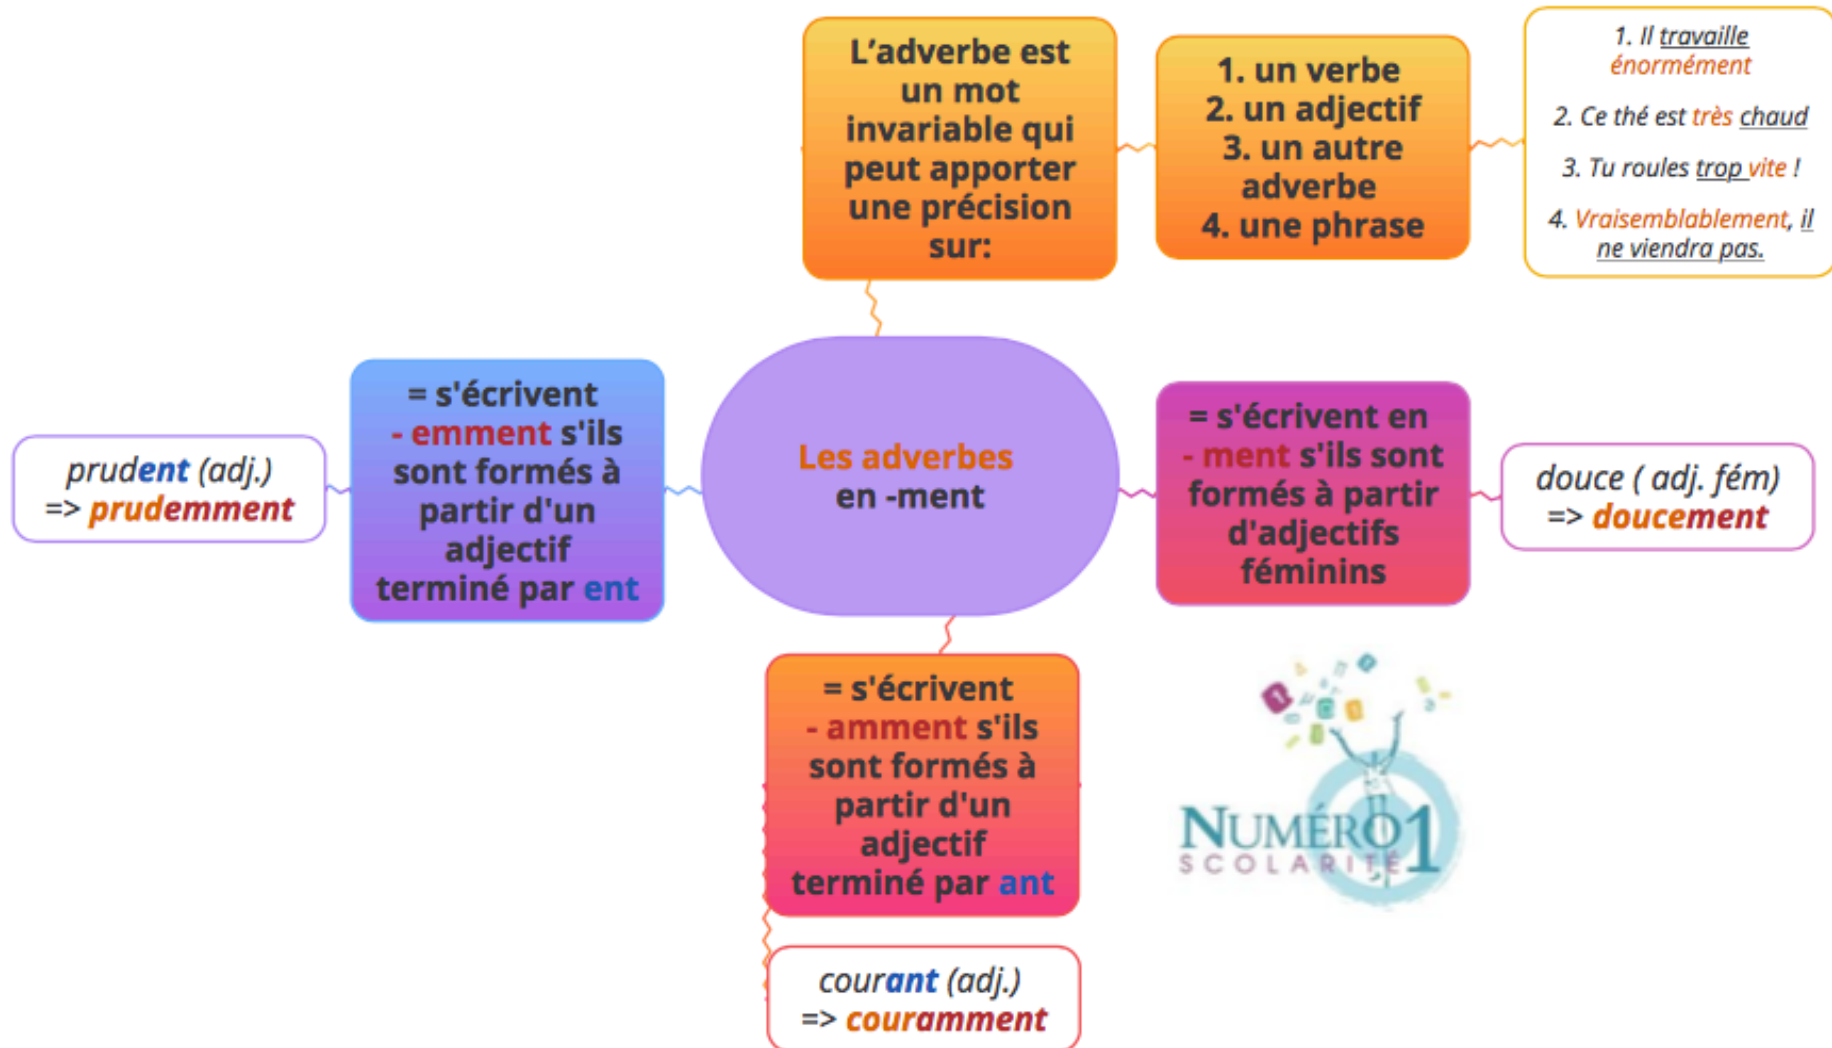 L'adverbe est
un mot
invariable qui
peut apporter
une précision
sur:
1. un verbe
2. un adjectif
3. un autre
adverbe
4. une phrase
1. Il travaille
énormément
2. Ce thé est très chaud
3. Tu roules trop vite !
4. Vraisemblablement, il
ne viendra pas.
prudent (adj.)
=> prudemment
= s'écrivent
- emment s'ils
sont formés à
partir d'un
adjectif
terminé par ent
Les adverbes
en -ment
= s'écrivent en
- ment s'ils sont
formés à partir
d'adjectifs
féminins
douce ( adj. fém)
=> doucement
= s'écrivent
- amment s'ils
sont formés à
partir d'un
adjectif
terminé par ant
courant (adj.)
=> couramment
NUMÉRO1
SCOLARITÉ